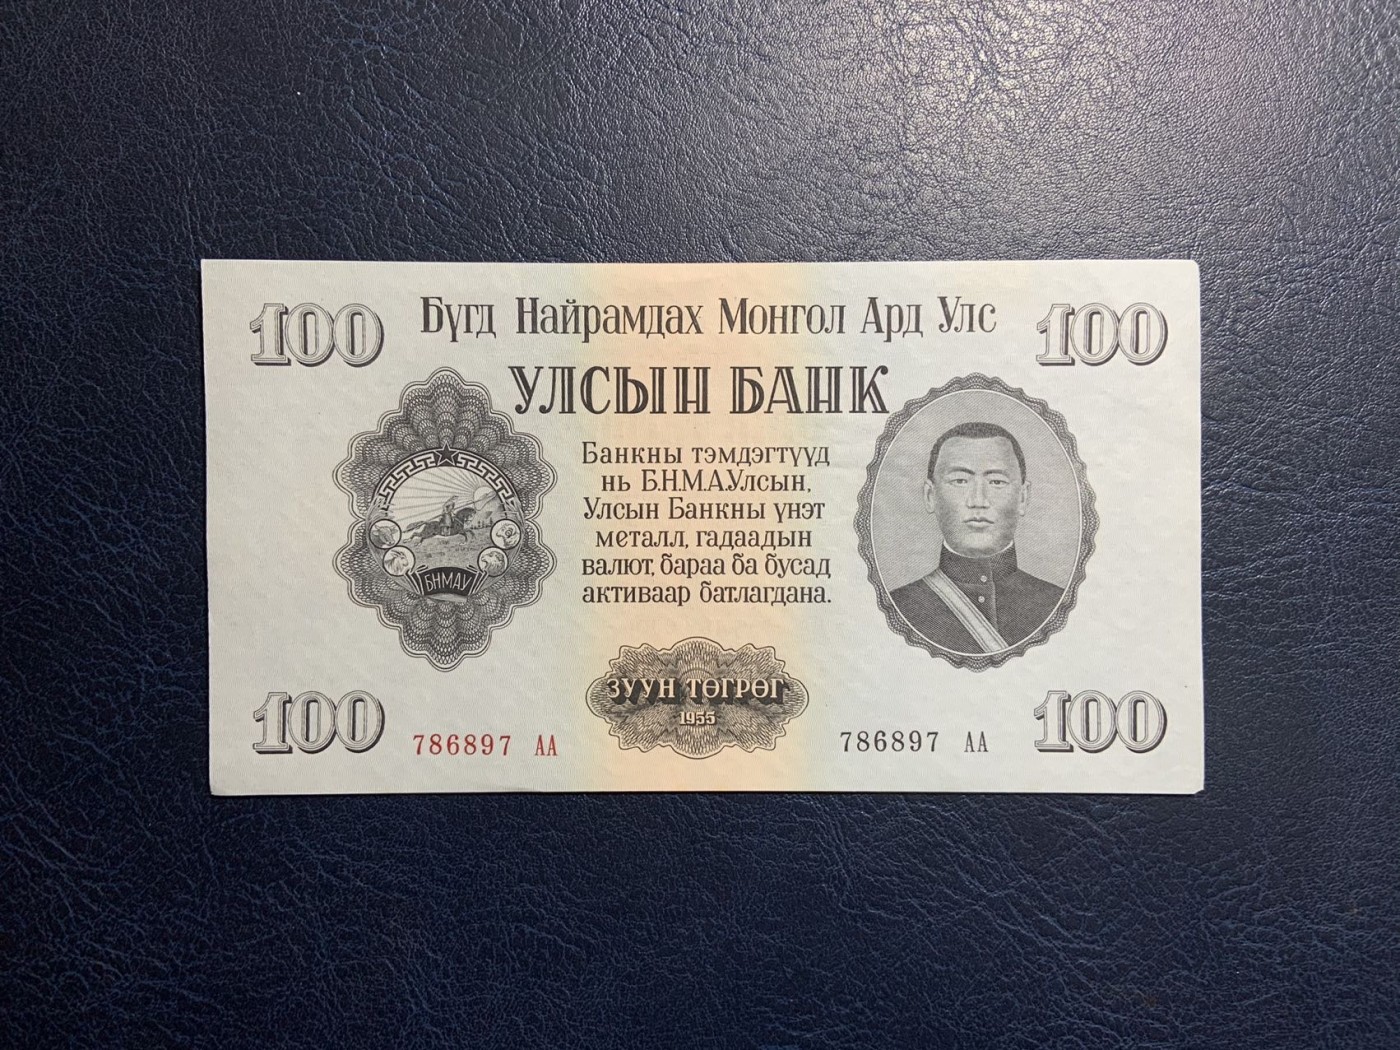 100 Бүгд Найрамдах Монгол Ард Улс 100
УЛСЫН БАНК
Банкны тэмдэгтүүд
нь Б.Н.М.А.Улсын,
Улсын Банкны үнэт
металл, гадаадын
валют, бараа ба бусад
активаар батлагдана.
БНМАУ
ЗУУН ТӨГРӨГ
1955
100 786897 АА 786897 АА 100